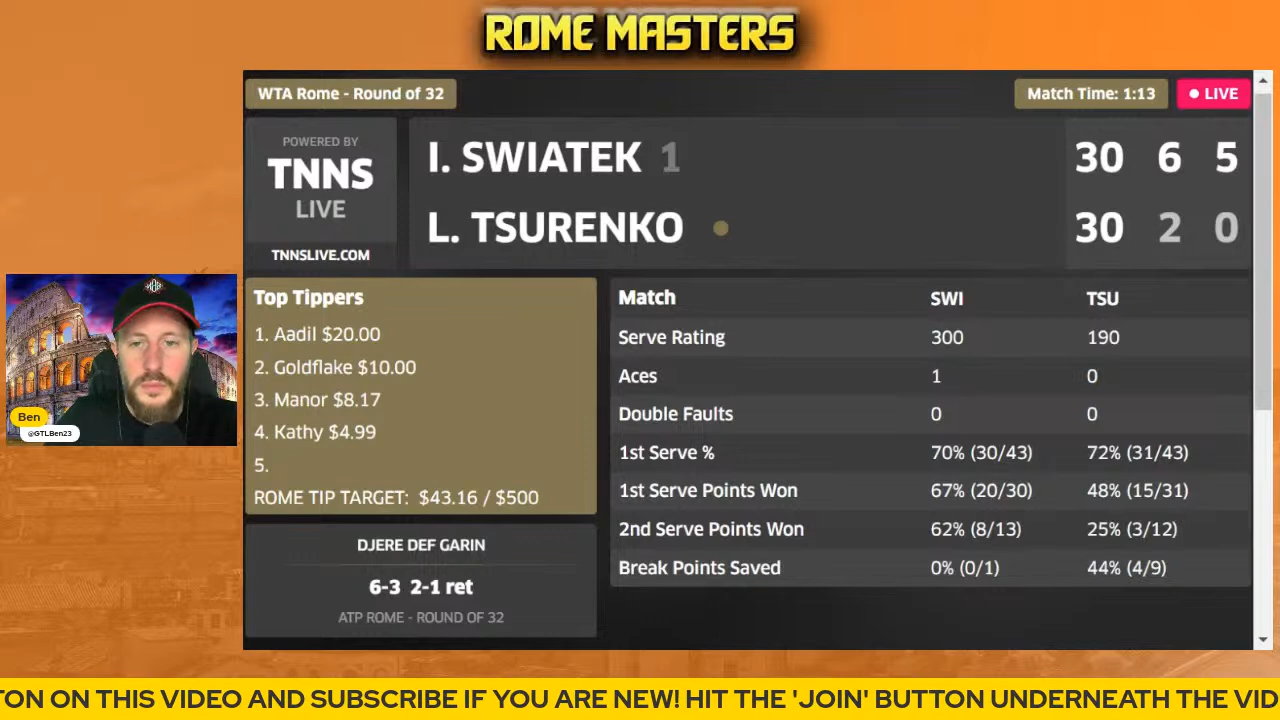 ROME MASTERS
WTA Rome - Round of 32
Match Time: 1:13
LIVE
POWERED BY
TNNS
LIVE
TNNSLIVE.COM
I. SWIATEK 1 30 6 5
L. TSURENKO 30 2 0
Top Tippers
1. Aadil $20.00
2. Goldflake $10.00
3. Manor $8.17
4. Kathy $4.99
5.
ROME TIP TARGET: $43.16 / $500
DJERE DEF GARIN
6-3 2-1 ret
ATP ROME - ROUND OF 32
Match SWI TSU
Serve Rating 300 190
Aces 1 0
Double Faults 0 0
1st Serve % 70% (30/43) 72% (31/43)
1st Serve Points Won 67% (20/30) 48% (15/31)
2nd Serve Points Won 62% (8/13) 25% (3/12)
Break Points Saved 0% (0/1) 44% (4/9)
Ben
@GTLBen23
TON ON THIS VIDEO AND SUBSCRIBE IF YOU ARE NEW! HIT THE 'JOIN' BUTTON UNDERNEATH THE VID